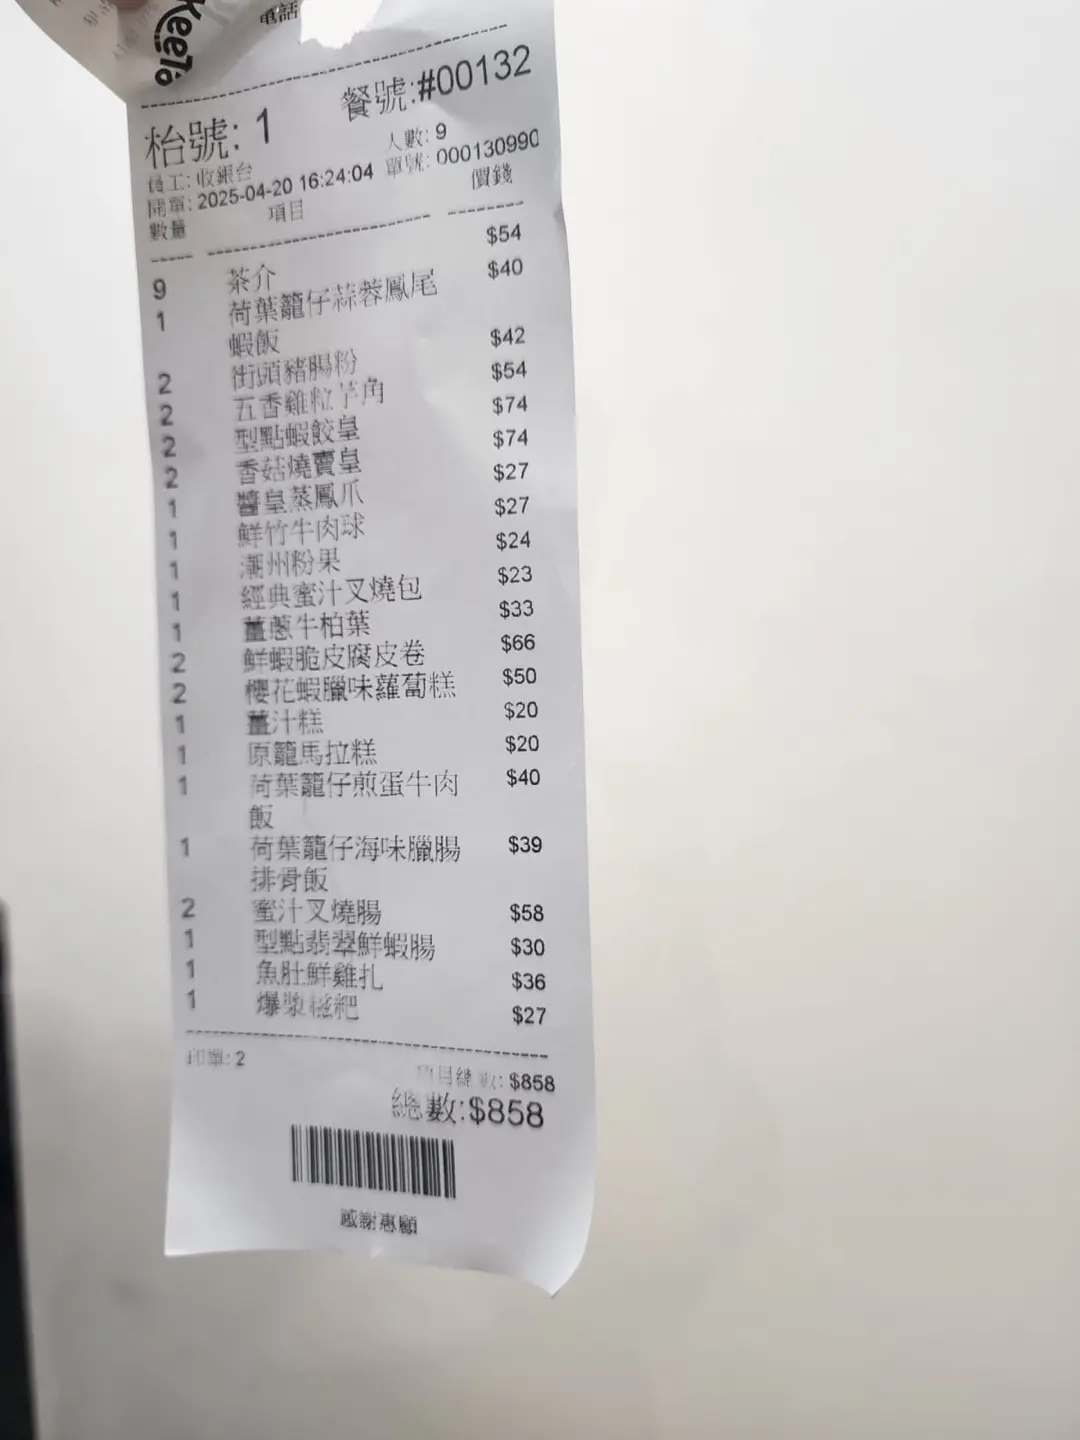 KeeTa
電話
枱號: 1 餐號:#00132
員工: 收銀台 人數: 9
開單: 2025-04-20 16:24:04 單號: 000130990
數量 項目 價錢
9 茶介 $54
1 荷葉籠仔蒜蓉鳳尾 $40
蝦飯
2 街頭豬腸粉 $42
2 五香雞粒芋角 $54
2 型點蝦餃皇 $74
2 香菇燒賣皇 $74
1 醬皇蒸鳳爪 $27
1 鮮竹牛肉球 $27
1 潮州粉果 $24
1 經典蜜汁叉燒包 $23
1 薑蔥牛柏葉 $33
2 鮮蝦脆皮腐皮卷 $66
2 櫻花蝦臘味蘿蔔糕 $50
1 薑汁糕 $20
1 原籠馬拉糕 $20
1 荷葉籠仔煎蛋牛肉 $40
飯
1 荷葉籠仔海味臘腸 $39
排骨飯
2 蜜汁叉燒腸 $58
1 型點翡翠鮮蝦腸 $30
1 魚肚鮮雞扎 $36
1 爆漿糍粑 $27
印單: 2
項目總數: $858
總數:$858
感謝惠顧